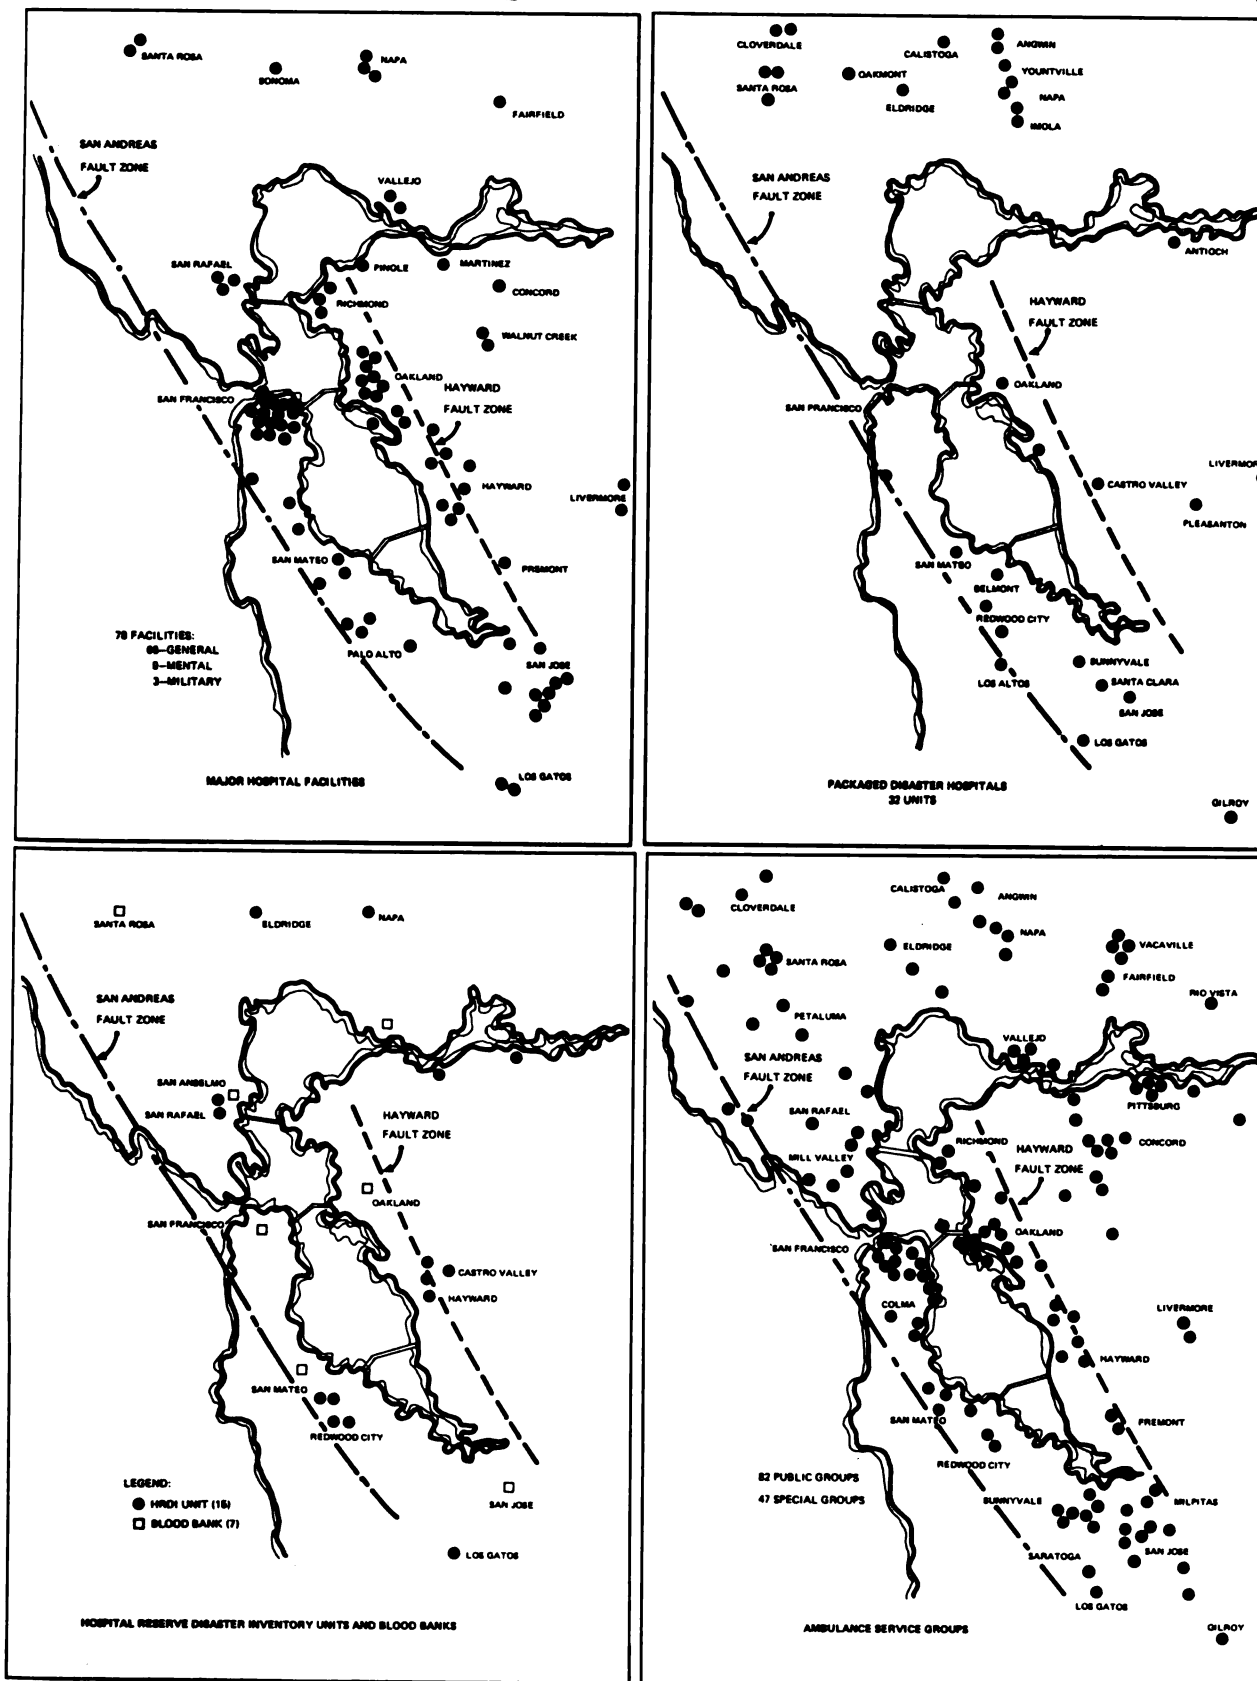 SANTA ROSA
SONOMA
NAPA
FAIRFIELD
SAN ANDREAS
FAULT ZONE
VALLEJO
SAN RAFAEL
PINOLE
MARTINEZ
CONCORD
RICHMOND
WALNUT CREEK
OAKLAND
HAYWARD
FAULT ZONE
SAN FRANCISCO
HAYWARD
LIVERMORE
SAN MATEO
FREMONT
PALO ALTO
SAN JOSE
FACILITIES:
GENERAL
MENTAL
3—MILITARY
LOS GATOS
MAJOR HOSPITAL FACILITIES
CLOVERDALE
CALISTOGA
ANGWIN
SANTA ROSA
OAKMONT
ELDRIDGE
YOUNTVILLE
NAPA
IMOLA
SAN ANDREAS
FAULT ZONE
ANTIOCH
HAYWARD
FAULT ZONE
OAKLAND
SAN FRANCISCO
CASTRO VALLEY
PLEASANTON
SAN MATEO
BELMONT
REDWOOD CITY
LOS ALTOS
SUNNYVALE
SANTA CLARA
SAN JOSE
LOS GATOS
PACKAGED DISASTER HOSPITALS
32 UNITS
GILROY
SANTA ROSA
ELDRIDGE
NAPA
SAN ANDREAS
FAULT ZONE
SAN ANSELMO
SAN RAFAEL
HAYWARD
FAULT ZONE
OAKLAND
SAN FRANCISCO
CASTRO VALLEY
HAYWARD
SAN MATEO
REDWOOD CITY
SAN JOSE
LEGEND:
HRDI UNIT
BLOOD BANK (7)
LOS GATOS
HOSPITAL RESERVE DISASTER INVENTORY UNITS AND BLOOD BANKS
CLOVERDALE
CALISTOGA
ANGWIN
NAPA
SANTA ROSA
ELDRIDGE
VACAVILLE
FAIRFIELD
RIO VISTA
PETALUMA
SAN ANDREAS
FAULT ZONE
VALLEJO
SAN RAFAEL
PITTSBURG
MILL VALLEY
RICHMOND
HAYWARD
FAULT ZONE
CONCORD
SAN FRANCISCO
OAKLAND
COLMA
LIVERMORE
HAYWARD
SAN MATEO
FREMONT
REDWOOD CITY
82 PUBLIC GROUPS
47 SPECIAL GROUPS
SUNNYVALE
MILPITAS
SARATOGA
SAN JOSE
LOS GATOS
AMBULANCE SERVICE GROUPS
GILROY